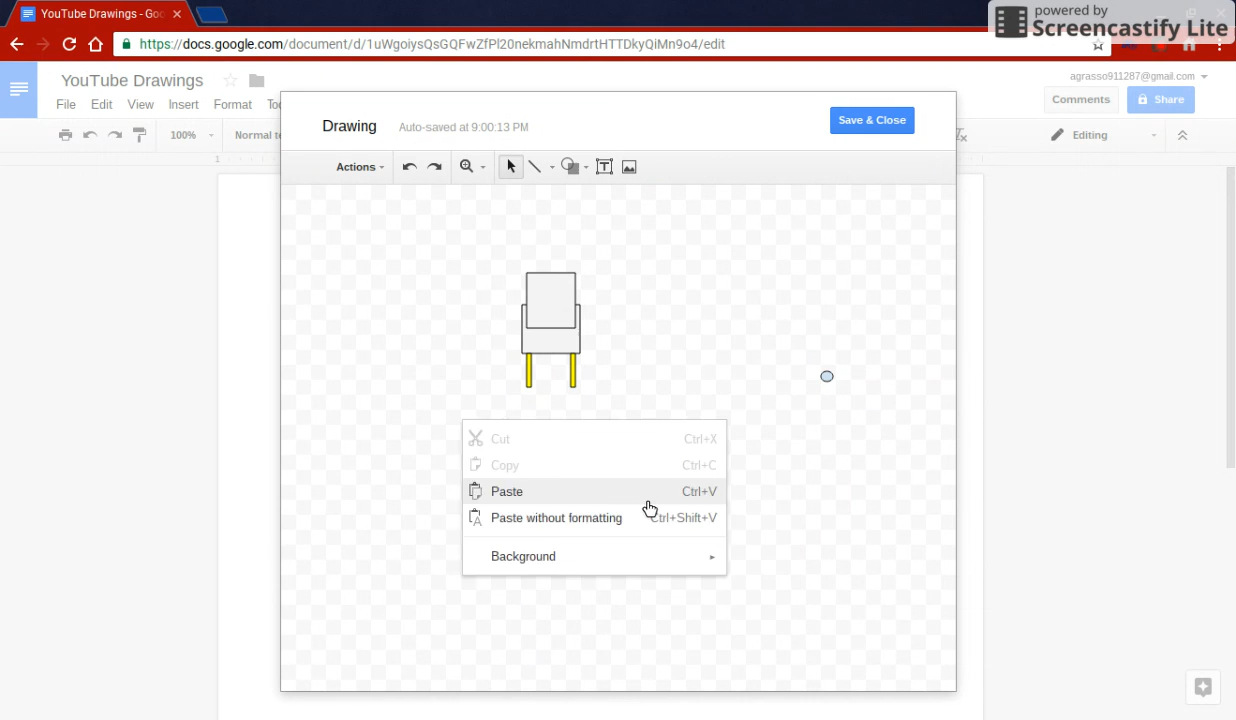 YouTube Drawings - Goo
powered by
Screencastify Lite
https://docs.google.com/document/d/1uWgoiysQsGQFwZfPl20nekmahNmdrtHTTDkyQiMn9o4/edit
YouTube Drawings
agrasso911287@gmail.com
File Edit View Insert Format Too
Comments
Share
100%
Normal te
Editing
1
Drawing
Auto-saved at 9:00:13 PM
Save & Close
Actions
Cut Ctrl+X
Copy Ctrl+C
Paste Ctrl+V
Paste without formatting Ctrl+Shift+V
Background